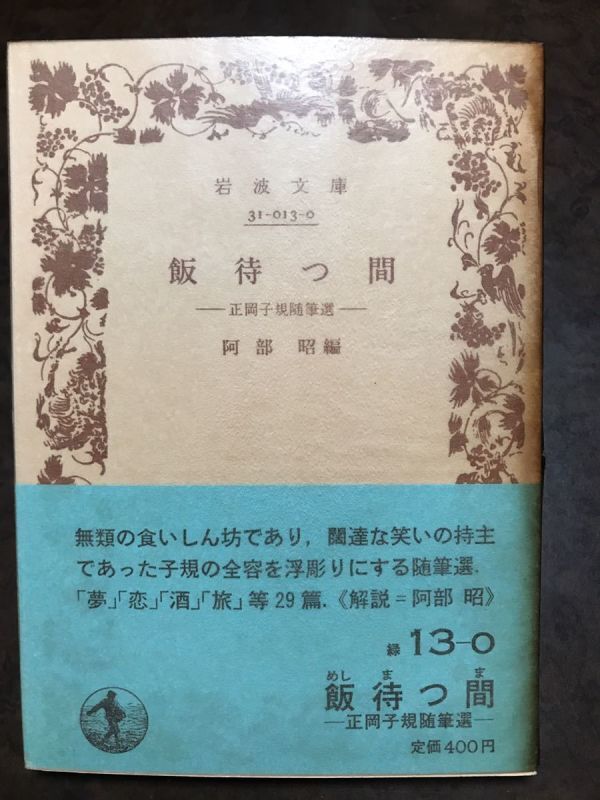 岩波文庫
31-013-0
飯待つ間
―正岡子規随筆選―
阿部 昭編
無類の食いしん坊であり，闊達な笑いの持主
であった子規の全容を浮彫りにする随筆選．
「夢」「恋」「酒」「旅」等29篇．《解説＝阿部 昭》
緑 13-0
めし ま ま
飯待つ間
―正岡子規随筆選―
定価400円